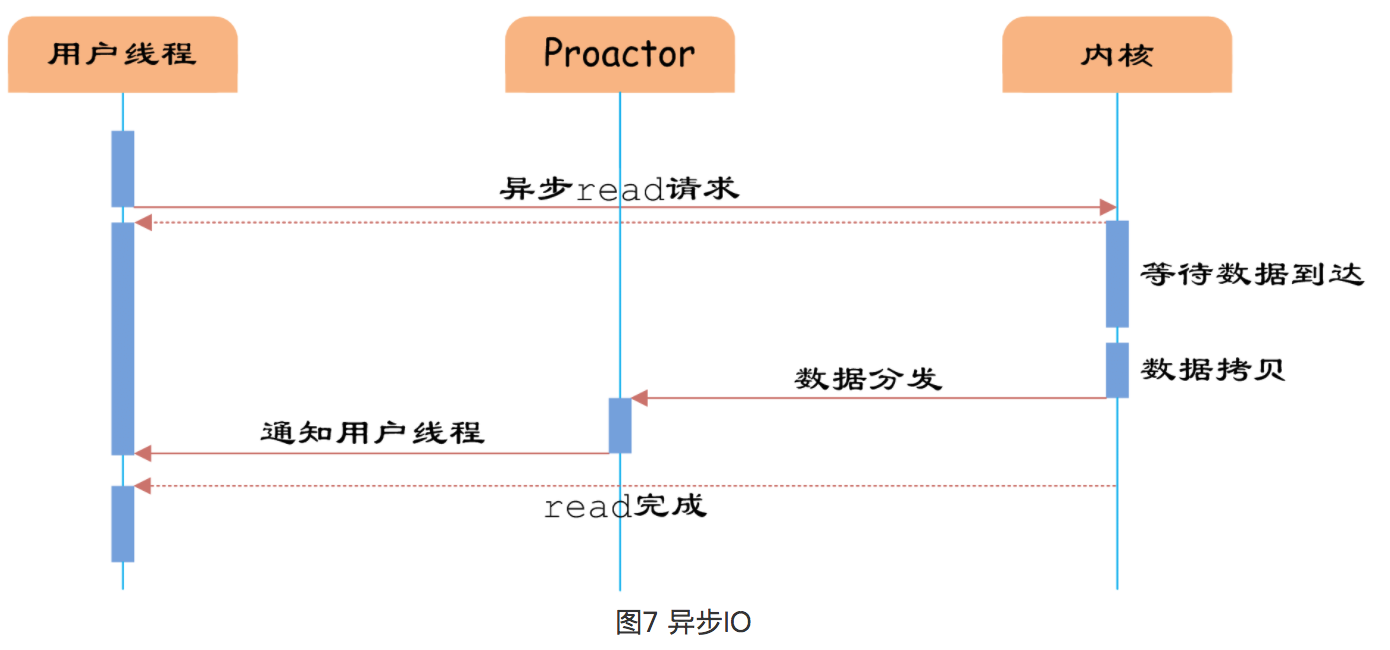 用户线程
Proactor
内核
异步read请求
等待数据到达
数据拷贝
数据分发
通知用户线程
read完成
图7 异步IO